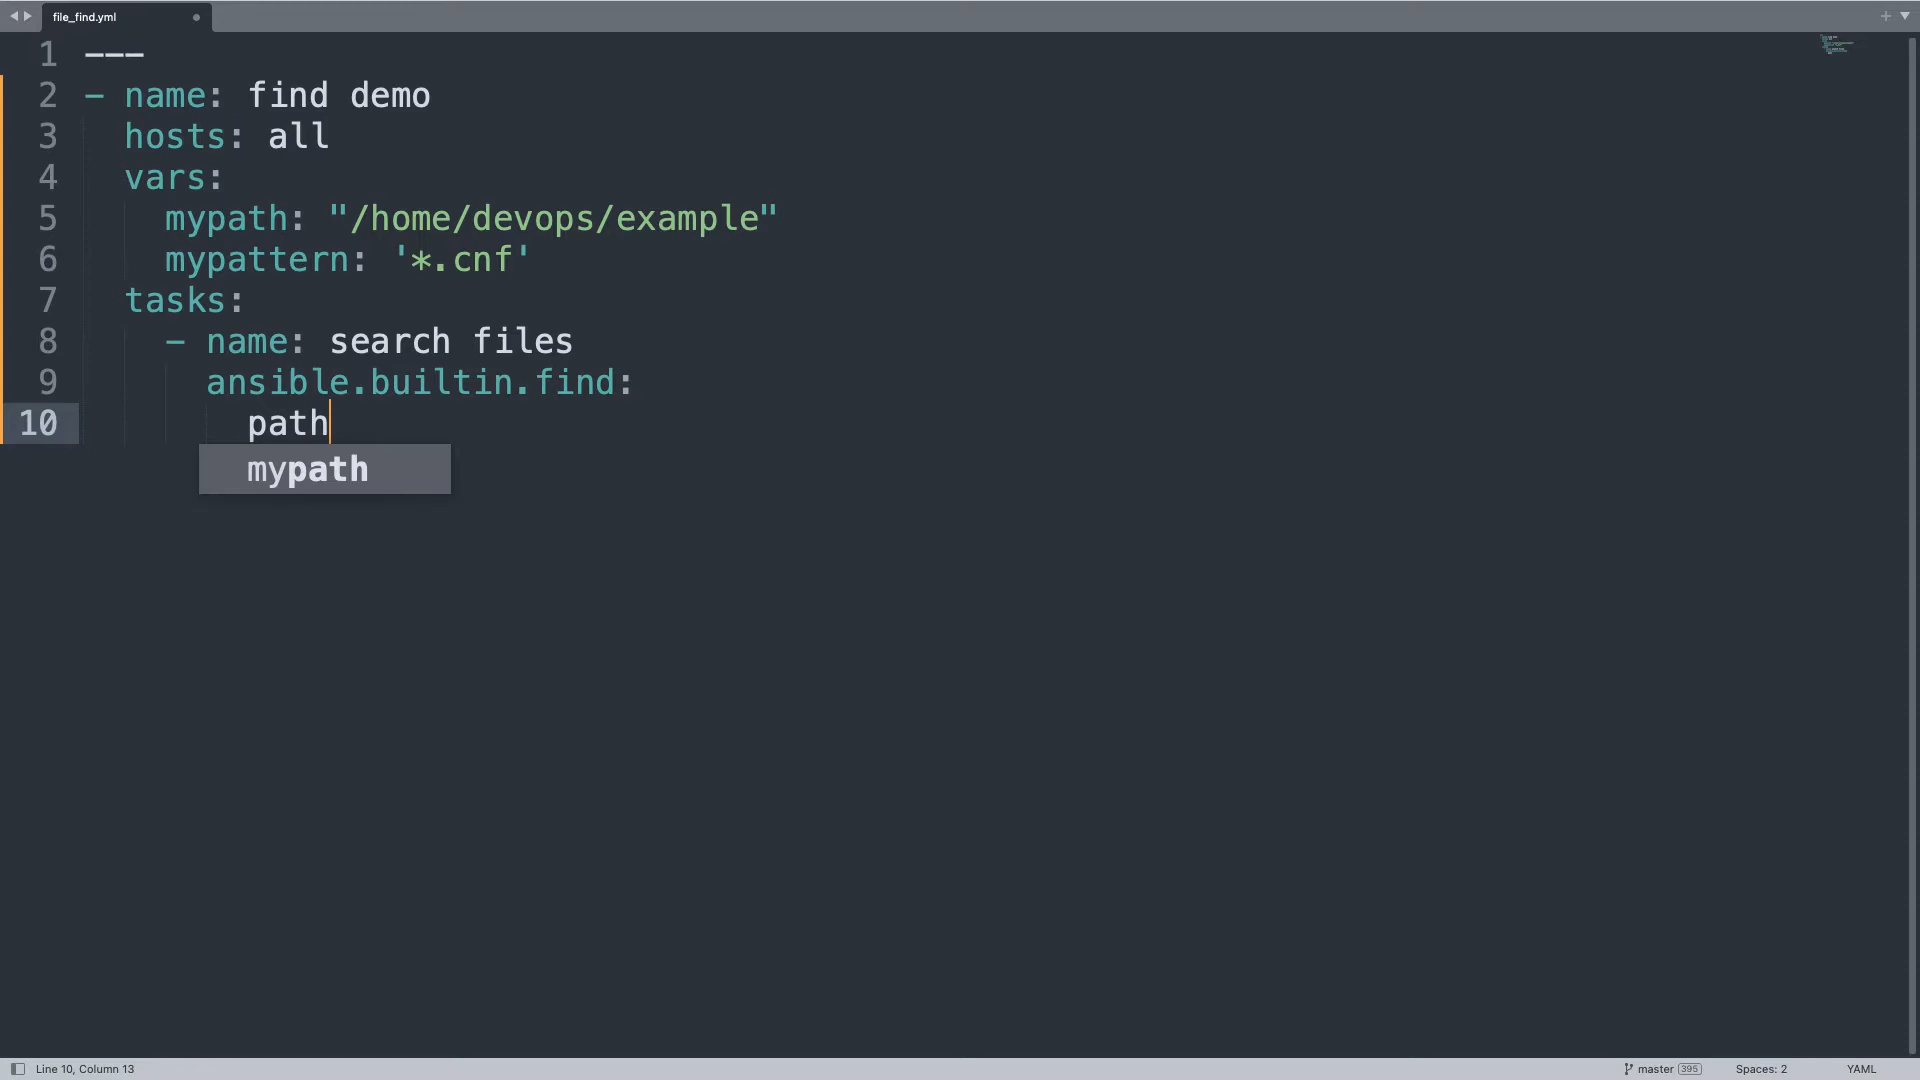 file_find.yml
1 ---
2 - name: find demo
3 hosts: all
4 vars:
5 mypath: "/home/devops/example"
6 mypattern: '*.cnf'
7 tasks:
8 - name: search files
9 ansible.builtin.find:
10 path
mypath
Line 10, Column 13
master 395
Spaces: 2
YAML